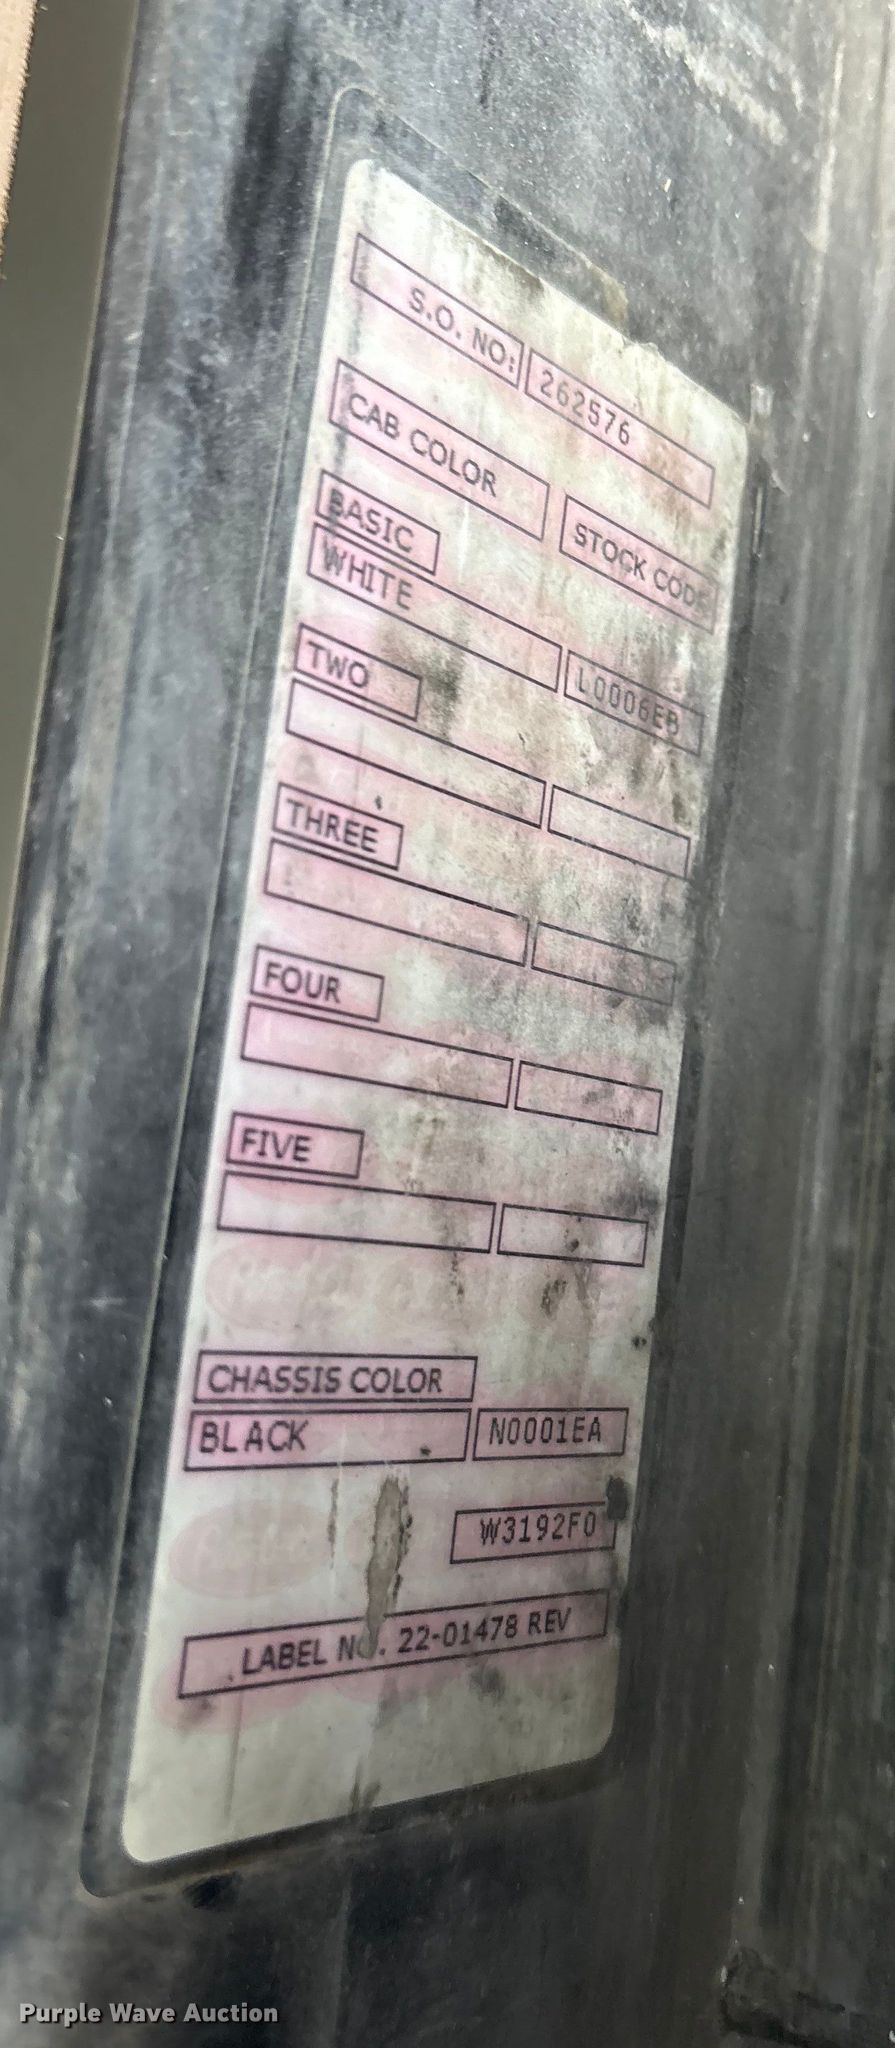 S.O. NO: 262576
CAB COLOR STOCK CODE
BASIC
WHITE L0006EB
TWO
THREE
FOUR
FIVE
CHASSIS COLOR
BLACK N0001EA
W3192F0
LABEL NO. 22-01478 REV
Purple Wave Auction